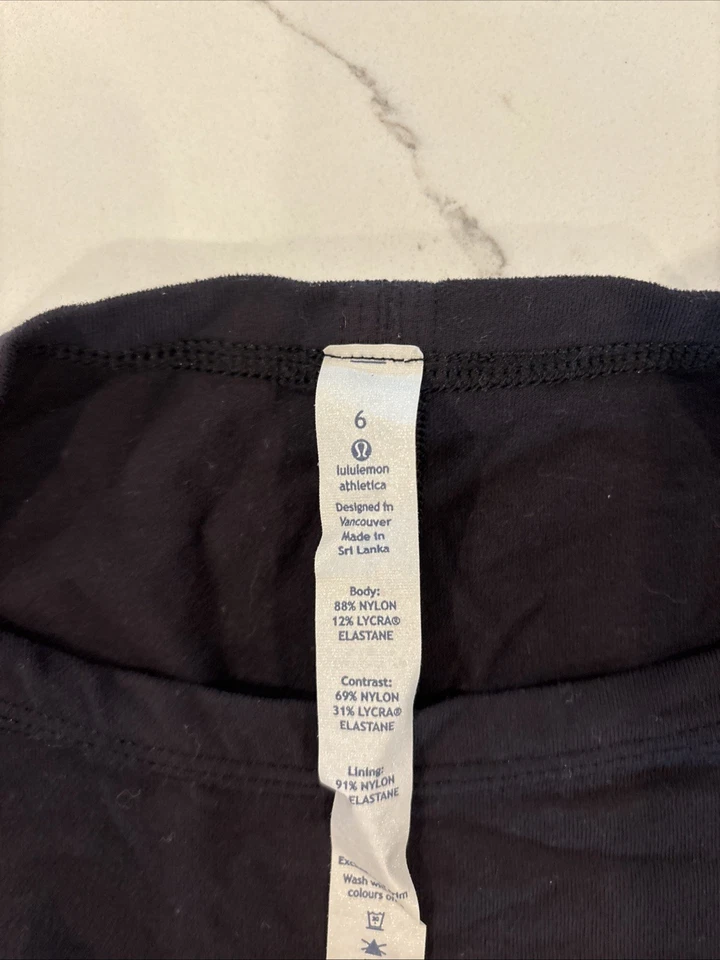 6
lululemon
athletica
Designed in
Vancouver
Made in
Sri Lanka
Body:
88% NYLON
12% LYCRA®
ELASTANE
Contrast:
69% NYLON
31% LYCRA®
ELASTANE
Lining:
91% NYLON
ELASTANE
Wash
colours